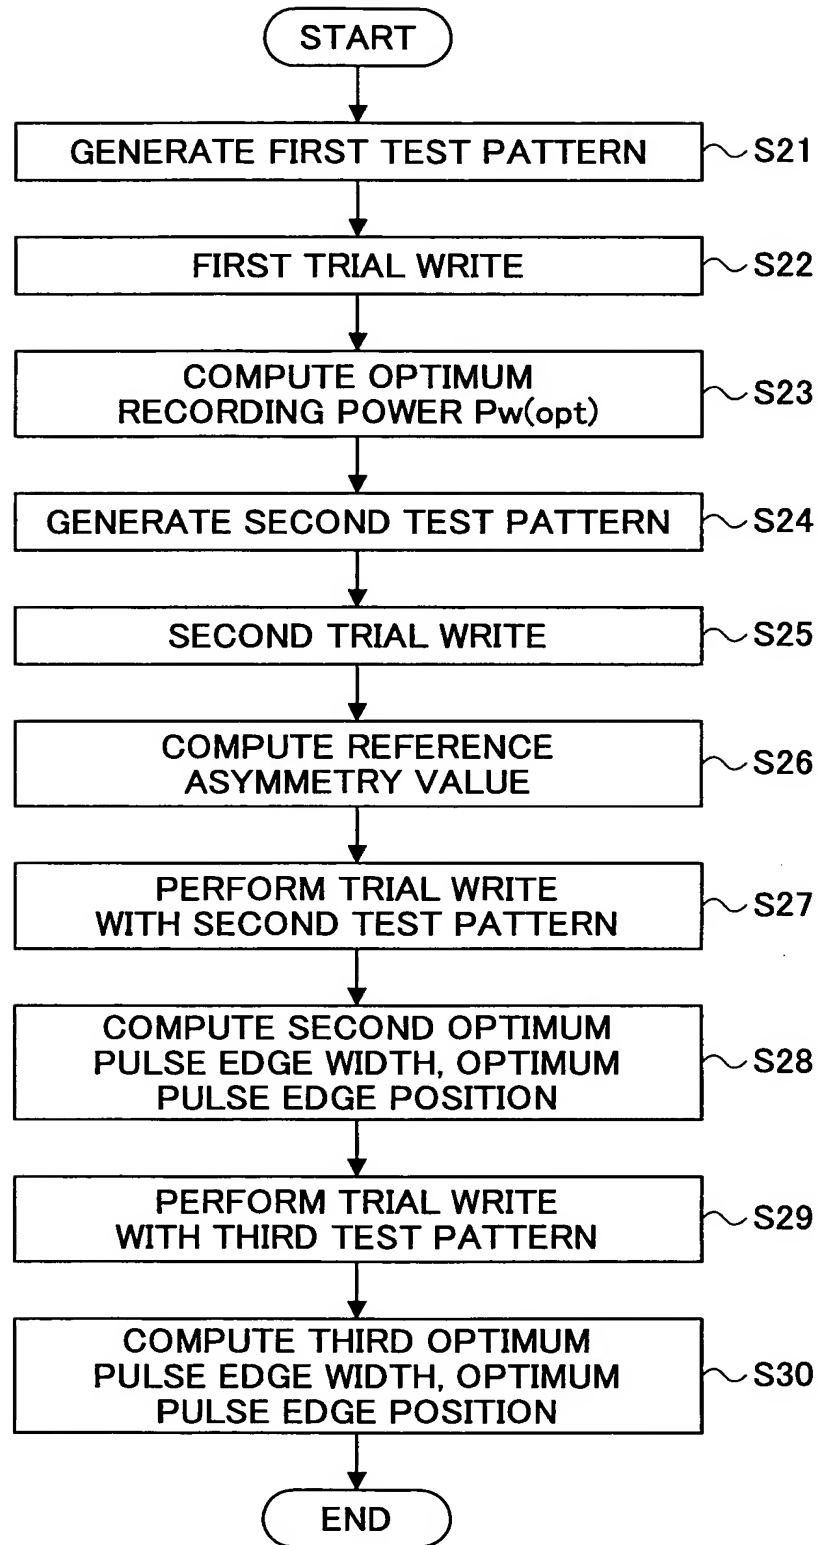 START
GENERATE FIRST TEST PATTERN
S21
FIRST TRIAL WRITE
S22
COMPUTE OPTIMUM
RECORDING POWER Pw(opt)
S23
GENERATE SECOND TEST PATTERN
S24
SECOND TRIAL WRITE
S25
COMPUTE REFERENCE
ASYMMETRY VALUE
S26
PERFORM TRIAL WRITE
WITH SECOND TEST PATTERN
S27
COMPUTE SECOND OPTIMUM
PULSE EDGE WIDTH, OPTIMUM
PULSE EDGE POSITION
S28
PERFORM TRIAL WRITE
WITH THIRD TEST PATTERN
S29
COMPUTE THIRD OPTIMUM
PULSE EDGE WIDTH, OPTIMUM
PULSE EDGE POSITION
S30
END